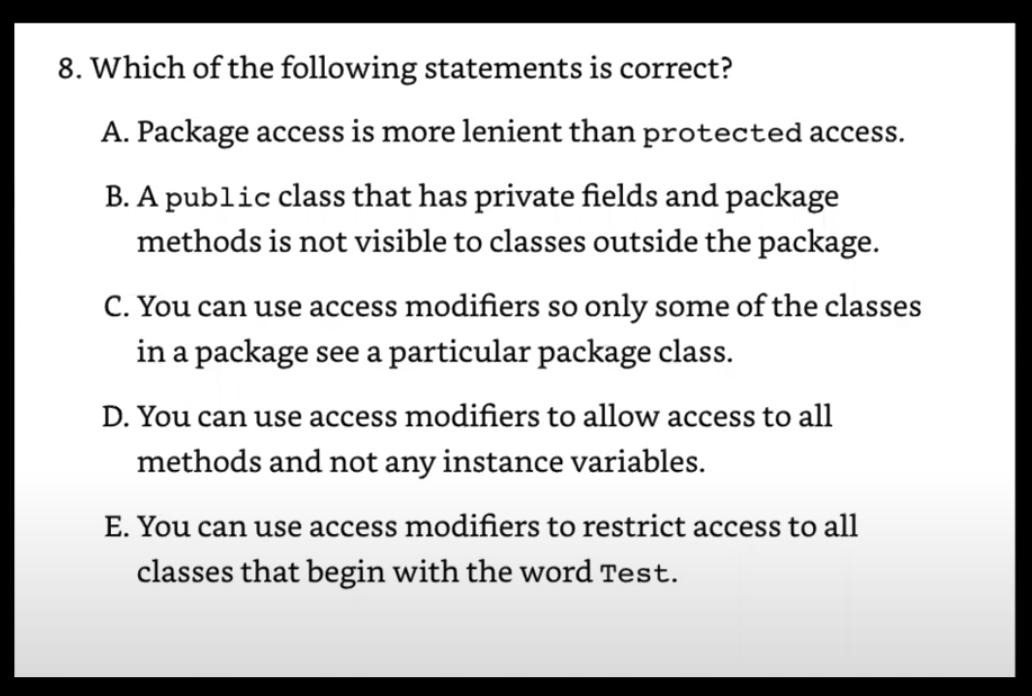 8. Which of the following statements is correct?
A. Package access is more lenient than protected access.
B. A public class that has private fields and package
methods is not visible to classes outside the package.
C. You can use access modifiers so only some of the classes
in a package see a particular package class.
D. You can use access modifiers to allow access to all
methods and not any instance variables.
E. You can use access modifiers to restrict access to all
classes that begin with the word Test.